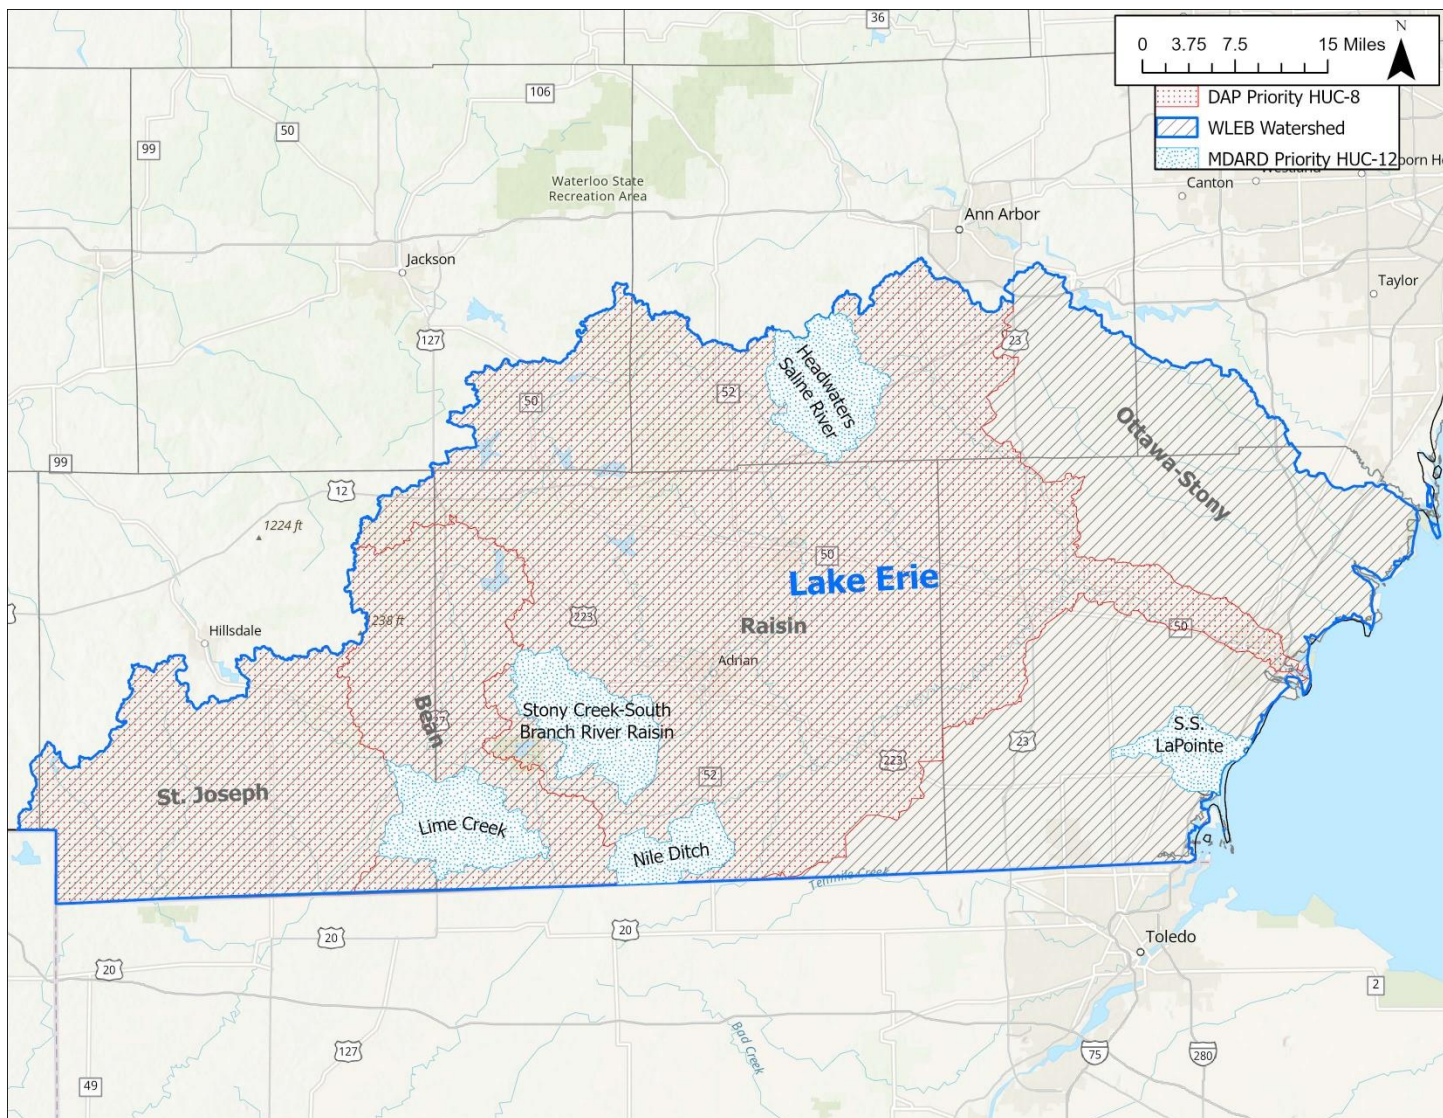 36
N
0 3.75 7.5 15 Miles
DAP Priority HUC-8
WLEB Watershed
MDARD Priority HUC-12
Canton
106
50
99
Waterloo State
Recreation Area
Ann Arbor
Jackson
Taylor
127
23
Headwaters
Saline River
52
50
Ottawa-Stony
99
12
1224 ft
50
Lake Erie
223
Raisin
50
Hillsdale
Adrian
Bean
Stony Creek-South
Branch River Raisin
S.S.
LaPointe
23
223
52
St. Joseph
Lime Creek
Nile Ditch
Tenmile Creek
20
20
20
Toledo
2
Bad Creek
127
75
280
49